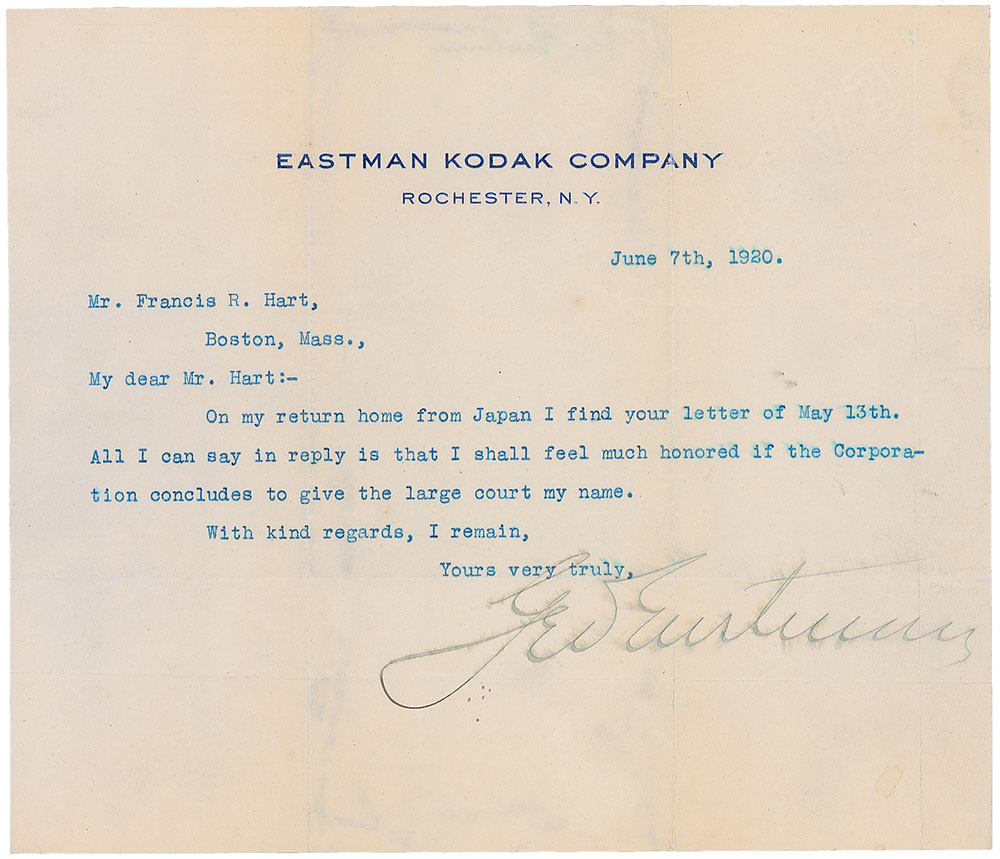 EASTMAN KODAK COMPANY
ROCHESTER, N.Y.
June 7th, 1920.
Mr. Francis R. Hart,
Boston, Mass.,
My dear Mr. Hart:-
On my return home from Japan I find your letter of May 13th.
All I can say in reply is that I shall feel much honored if the Corpora-
tion concludes to give the large court my name.
With kind regards, I remain,
Yours very truly,
Geo Eastman